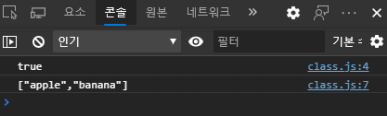 요소 콘솔 원본 네트워크 »
인기 ▼ 필터 기본
true class.js:4
["apple","banana"] class.js:7
>